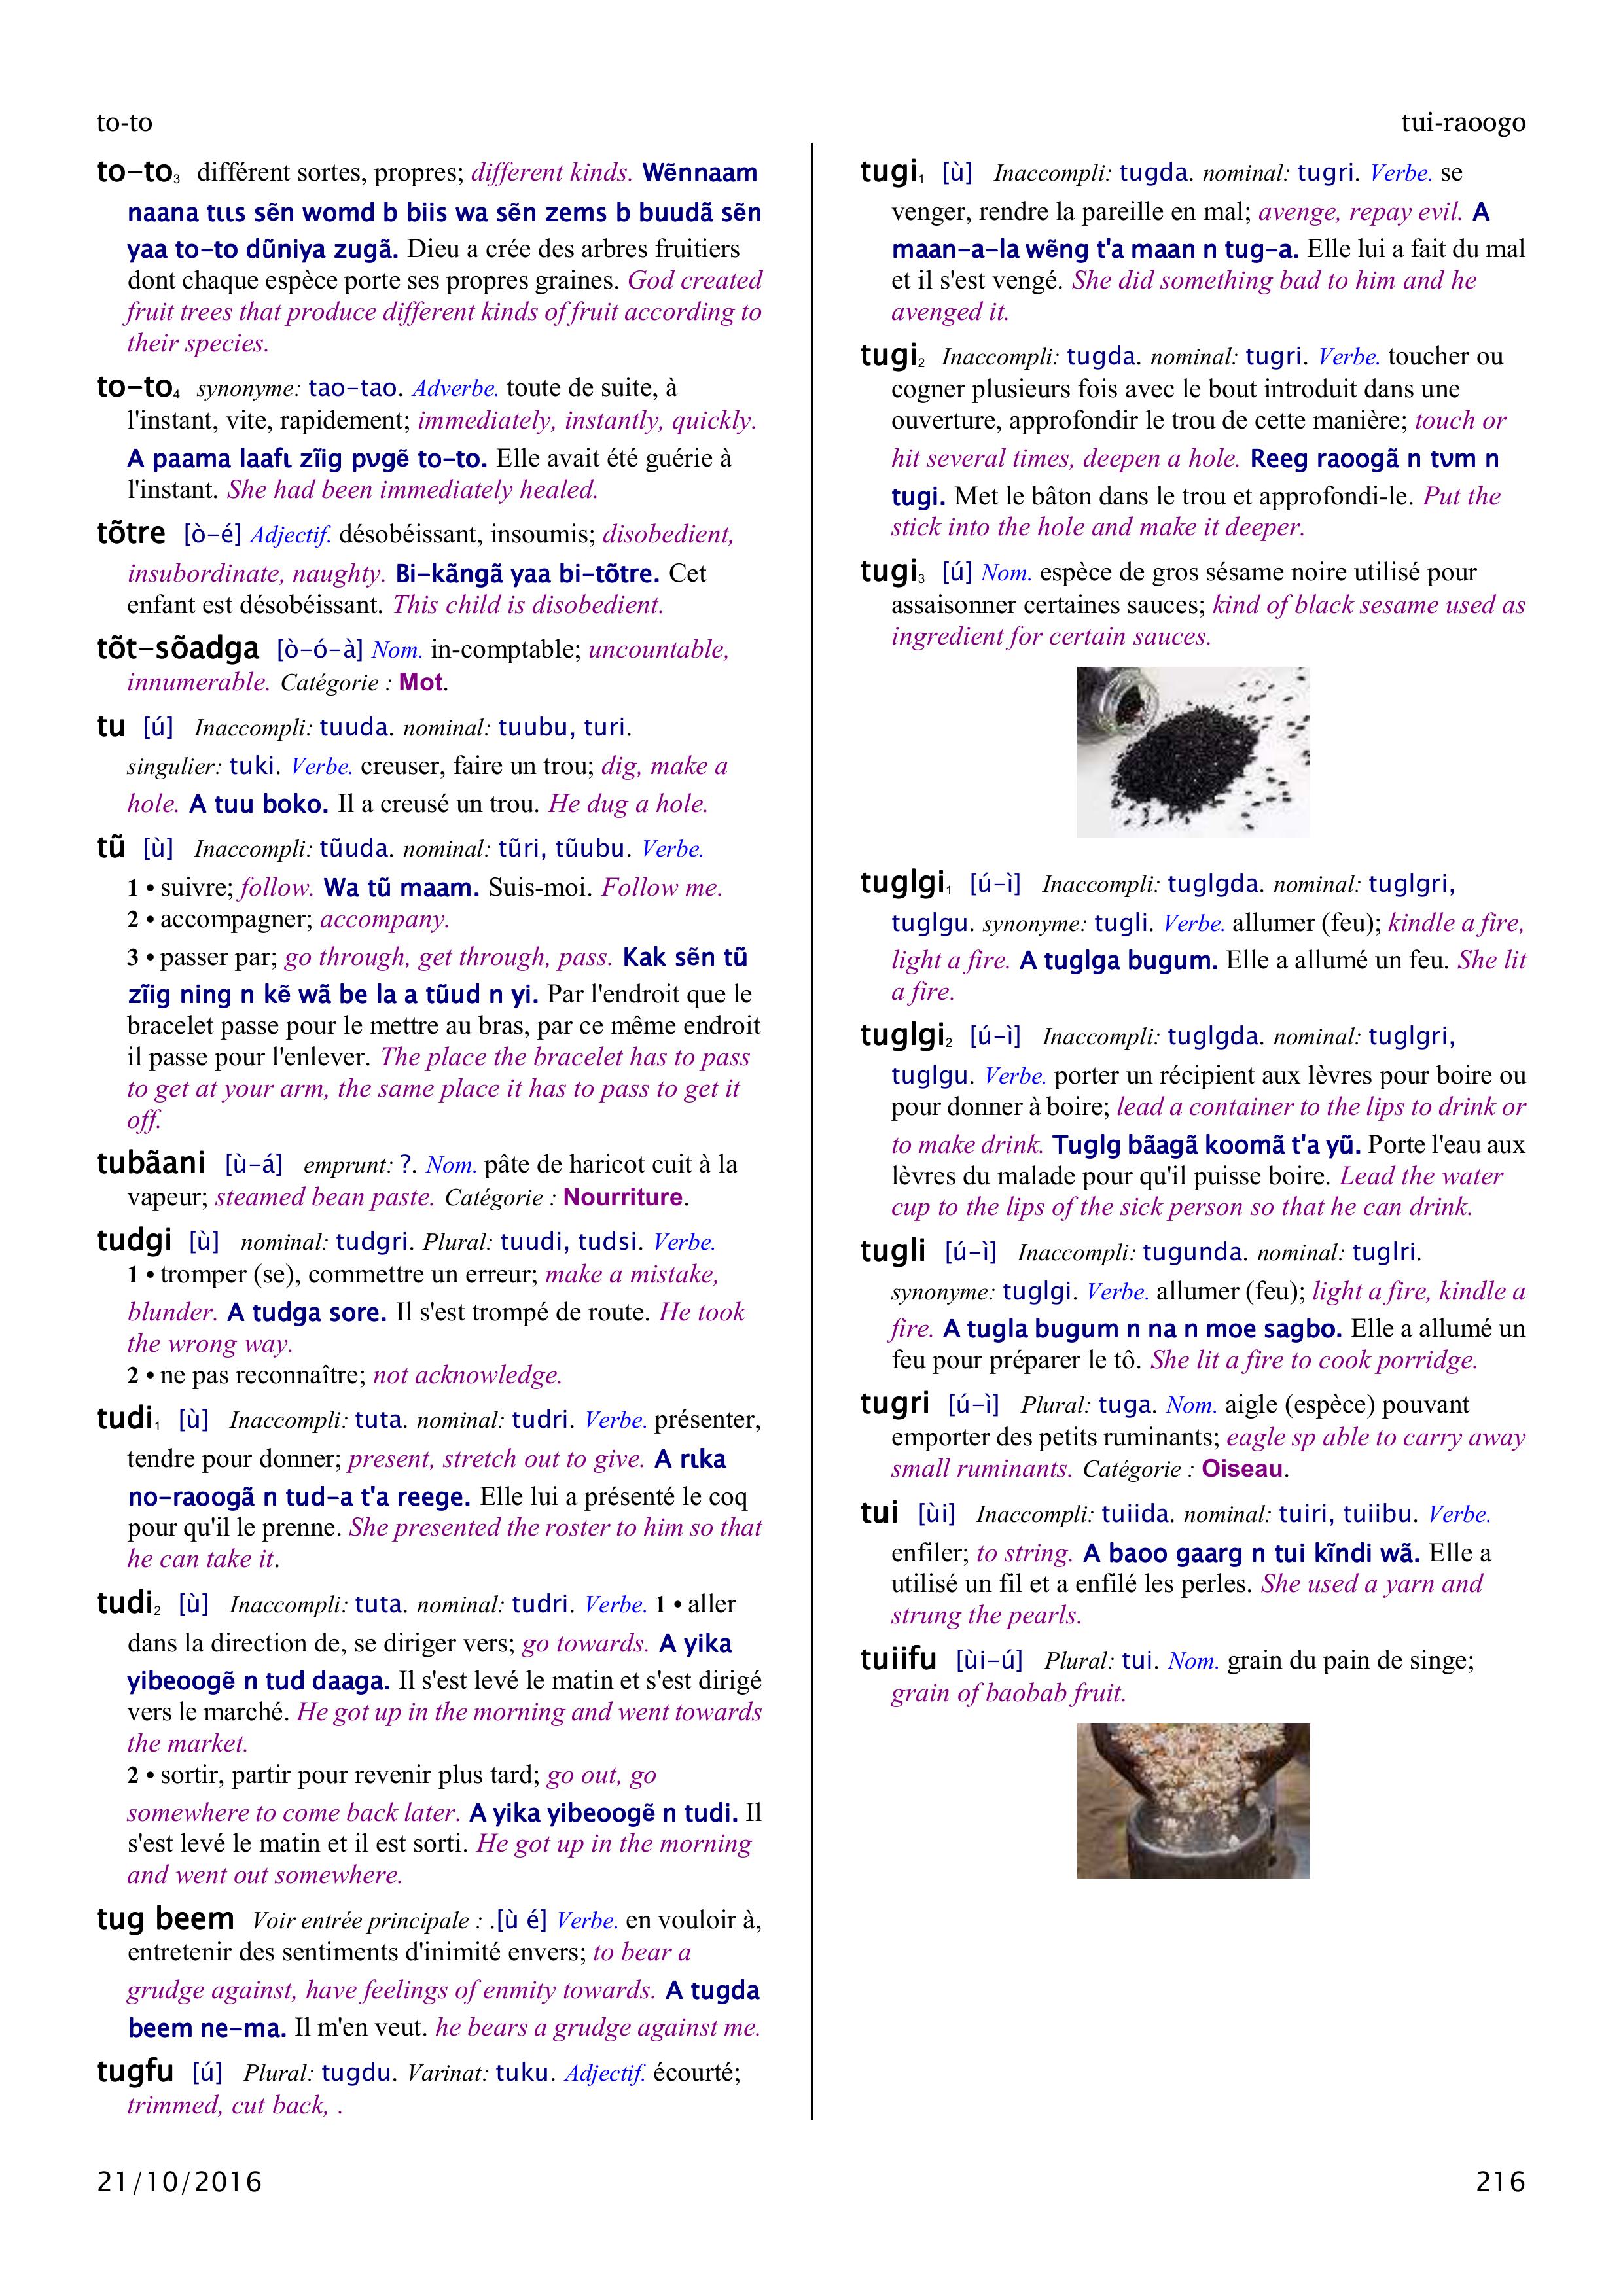 to-to
tui-raoogo
to–to₃ différent sortes, propres; different kinds. Wẽnnaam
naana tɩɩs sẽn womd b biis wa sẽn zems b buudã sẽn
yaa to-to dũniya zugã. Dieu a crée des arbres fruitiers
dont chaque espèce porte ses propres graines. God created
fruit trees that produce different kinds of fruit according to
their species.
to–to₄ synonyme: tao–tao. Adverbe. toute de suite, à
l'instant, vite, rapidement; immediately, instantly, quickly.
A paama laafɩ zĩig pʋgẽ to-to. Elle avait été guérie à
l'instant. She had been immediately healed.
tõtre [ò–é] Adjectif. désobéissant, insoumis; disobedient,
insubordinate, naughty. Bi–kãngã yaa bi–tõtre. Cet
enfant est désobéissant. This child is disobedient.
tõt–sõadga [ò–ó–à] Nom. in-comptable; uncountable,
innumerable. Catégorie : Mot.
tu [ú] Inaccompli: tuuda. nominal: tuubu, turi.
singulier: tuki. Verbe. creuser, faire un trou; dig, make a
hole. A tuu boko. Il a creusé un trou. He dug a hole.
tũ [ù] Inaccompli: tũuda. nominal: tũri, tũubu. Verbe.
1 • suivre; follow. Wa tũ maam. Suis-moi. Follow me.
2 • accompagner; accompany.
3 • passer par; go through, get through, pass. Kak sẽn tũ
zĩig ning n kẽ wã be la a tũud n yi. Par l'endroit que le
bracelet passe pour le mettre au bras, par ce même endroit
il passe pour l'enlever. The place the bracelet has to pass
to get at your arm, the same place it has to pass to get it
off.
tubãani [ù–á] emprunt: ?. Nom. pâte de haricot cuit à la
vapeur; steamed bean paste. Catégorie : Nourriture.
tudgi [ù] nominal: tudgri. Plural: tuudi, tudsi. Verbe.
1 • tromper (se), commettre un erreur; make a mistake,
blunder. A tudga sore. Il s'est trompé de route. He took
the wrong way.
2 • ne pas reconnaître; not acknowledge.
tudi₁ [ù] Inaccompli: tuta. nominal: tudri. Verbe. présenter,
tendre pour donner; present, stretch out to give. A rɩka
no-raoogã n tud-a t'a reege. Elle lui a présenté le coq
pour qu'il le prenne. She presented the roster to him so that
he can take it.
tudi₂ [ù] Inaccompli: tuta. nominal: tudri. Verbe. 1 • aller
dans la direction de, se diriger vers; go towards. A yika
yibeoogẽ n tud daaga. Il s'est levé le matin et s'est dirigé
vers le marché. He got up in the morning and went towards
the market.
2 • sortir, partir pour revenir plus tard; go out, go
somewhere to come back later. A yika yibeoogẽ n tudi. Il
s'est levé le matin et il est sorti. He got up in the morning
and went out somewhere.
tug beem Voir entrée principale : .[ù é] Verbe. en vouloir à,
entretenir des sentiments d'inimité envers; to bear a
grudge against, have feelings of enmity towards. A tugda
beem ne–ma. Il m'en veut. he bears a grudge against me.
tugfu [ú] Plural: tugdu. Varinat: tuku. Adjectif. écourté;
trimmed, cut back, .
tugi₁ [ù] Inaccompli: tugda. nominal: tugri. Verbe. se
venger, rendre la pareille en mal; avenge, repay evil. A
maan-a-la wẽng t'a maan n tug-a. Elle lui a fait du mal
et il s'est vengé. She did something bad to him and he
avenged it.
tugi₂ Inaccompli: tugda. nominal: tugri. Verbe. toucher ou
cogner plusieurs fois avec le bout introduit dans une
ouverture, approfondir le trou de cette manière; touch or
hit several times, deepen a hole. Reeg raoogã n tʋm n
tugi. Met le bâton dans le trou et approfondi-le. Put the
stick into the hole and make it deeper.
tugi₃ [ú] Nom. espèce de gros sésame noire utilisé pour
assaisonner certaines sauces; kind of black sesame used as
ingredient for certain sauces.
tuglgi₁ [ú–ì] Inaccompli: tuglgda. nominal: tuglgri,
tuglgu. synonyme: tugli. Verbe. allumer (feu); kindle a fire,
light a fire. A tuglga bugum. Elle a allumé un feu. She lit
a fire.
tuglgi₂ [ú–ì] Inaccompli: tuglgda. nominal: tuglgri,
tuglgu. Verbe. porter un récipient aux lèvres pour boire ou
pour donner à boire; lead a container to the lips to drink or
to make drink. Tuglg bãagã koomã t'a yũ. Porte l'eau aux
lèvres du malade pour qu'il puisse boire. Lead the water
cup to the lips of the sick person so that he can drink.
tugli [ú–ì] Inaccompli: tugunda. nominal: tuglri.
synonyme: tuglgi. Verbe. allumer (feu); light a fire, kindle a
fire. A tugla bugum n na n moe sagbo. Elle a allumé un
feu pour préparer le tô. She lit a fire to cook porridge.
tugri [ú–ì] Plural: tuga. Nom. aigle (espèce) pouvant
emporter des petits ruminants; eagle sp able to carry away
small ruminants. Catégorie : Oiseau.
tui [ùi] Inaccompli: tuiida. nominal: tuiri, tuiibu. Verbe.
enfiler; to string. A baoo gaarg n tui kĩndi wã. Elle a
utilisé un fil et a enfilé les perles. She used a yarn and
strung the pearls.
tuiifu [ùi–ú] Plural: tui. Nom. grain du pain de singe;
grain of baobab fruit.
21/10/2016
216